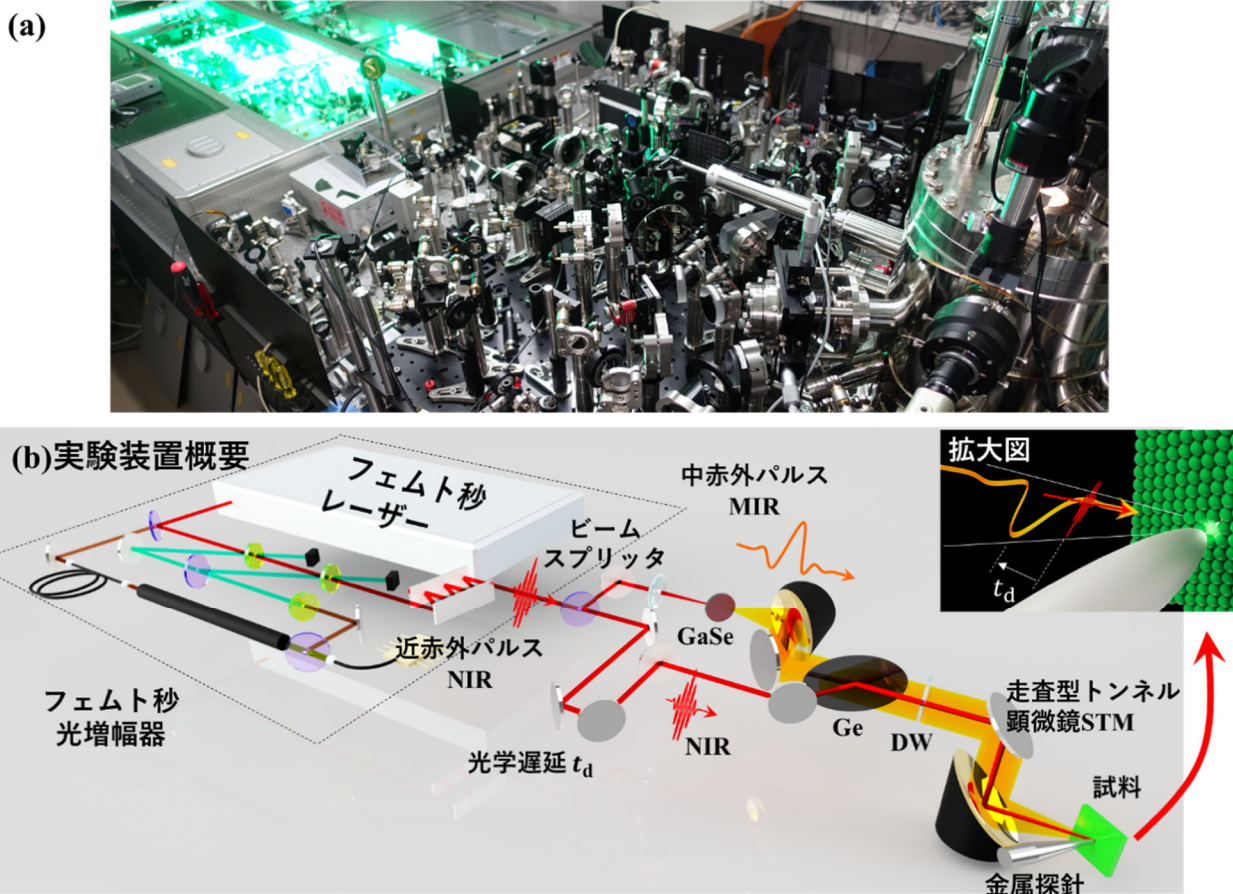 (a)
(b)実験装置概要
フェムト秒
レーザー
ビーム
スプリッタ
中赤外パルス
MIR
拡大図
td
GaSe
近赤外パルス
NIR
フェムト秒
光増幅器
光学遅延 td
NIR
Ge
DW
走査型トンネル
顕微鏡STM
試料
金属探針